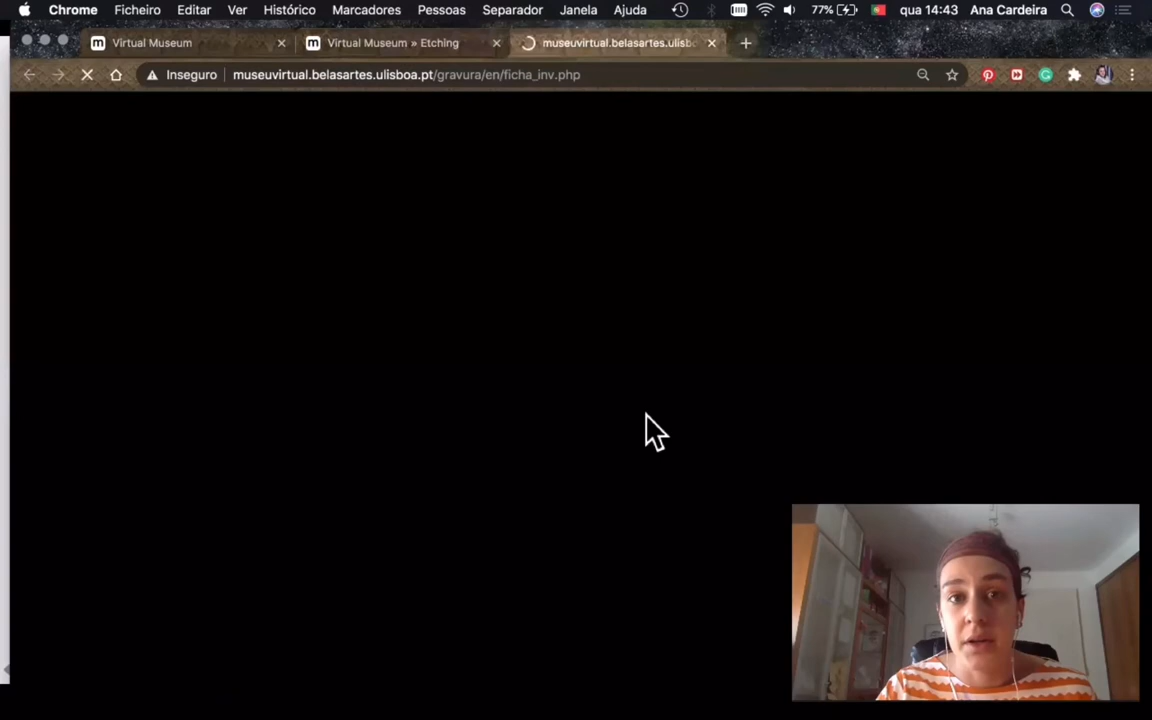 Chrome Ficheiro Editar Ver Histórico Marcadores Pessoas Separador Janela Ajuda 77% qua 14:43 Ana Cardeira
m Virtual Museum m Virtual Museum » Etching museuvirtual.belasartes.ulisb
Inseguro museuvirtual.belasartes.ulisboa.pt/gravura/en/ficha_inv.php